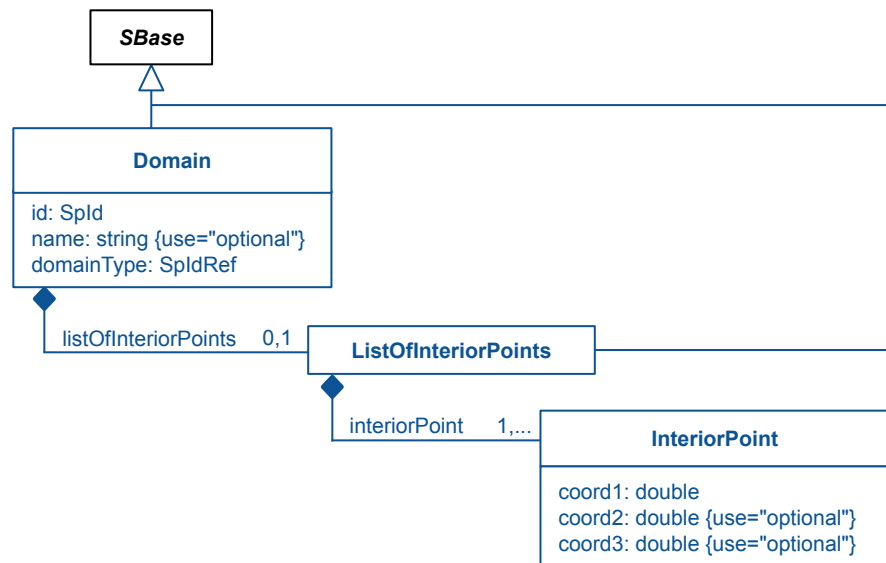 SBase
Domain
id: SpId
name: string {use="optional"}
domainType: SpIdRef
listOfInteriorPoints 0,1
ListOfInteriorPoints
interiorPoint 1,...
InteriorPoint
coord1: double
coord2: double {use="optional"}
coord3: double {use="optional"}